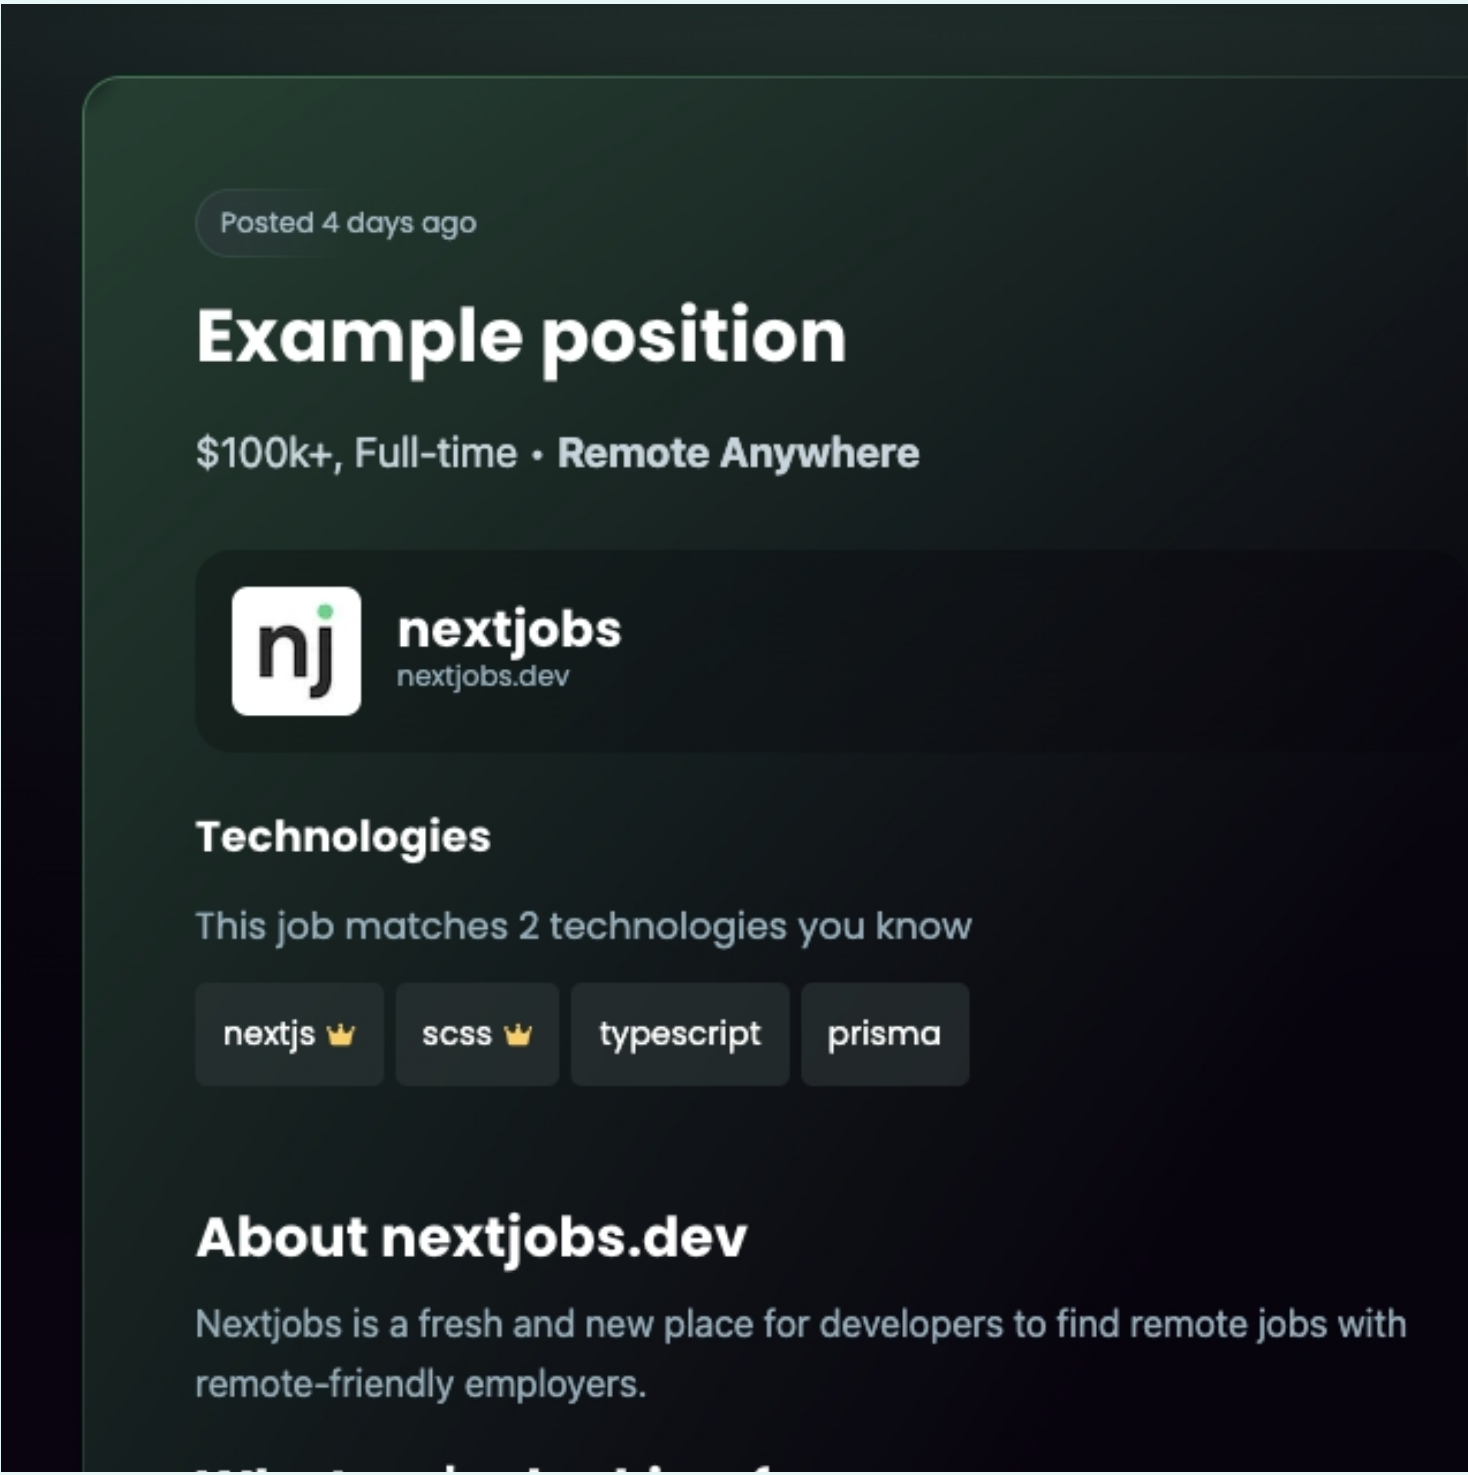 Posted 4 days ago
Example position
$100k+, Full-time • Remote Anywhere
nj
nextjobs
nextjobs.dev
Technologies
This job matches 2 technologies you know
nextjs
scss
typescript
prisma
About nextjobs.dev
Nextjobs is a fresh and new place for developers to find remote jobs with
remote-friendly employers.